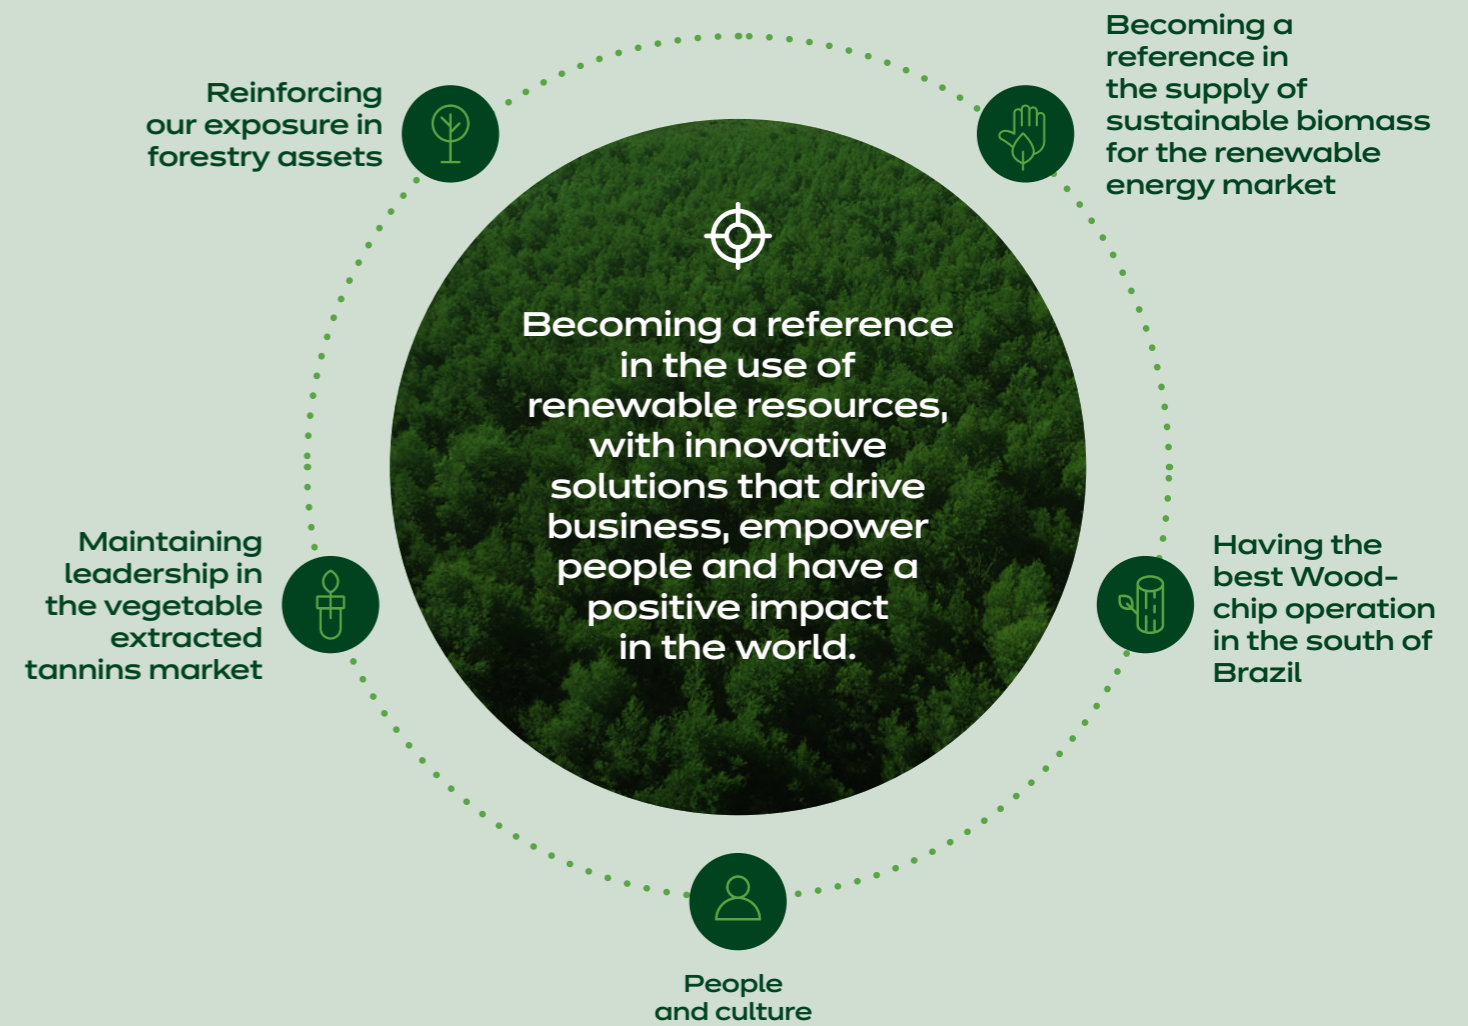 Reinforcing
our exposure in
forestry assets
Becoming a
reference in
the supply of
sustainable biomass
for the renewable
energy market
Becoming a reference
in the use of
renewable resources,
with innovative
solutions that drive
business, empower
people and have a
positive impact
in the world.
Maintaining
leadership in
the vegetable
extracted
tannins market
Having the
best Wood-
chip operation
in the south of
Brazil
People
and culture